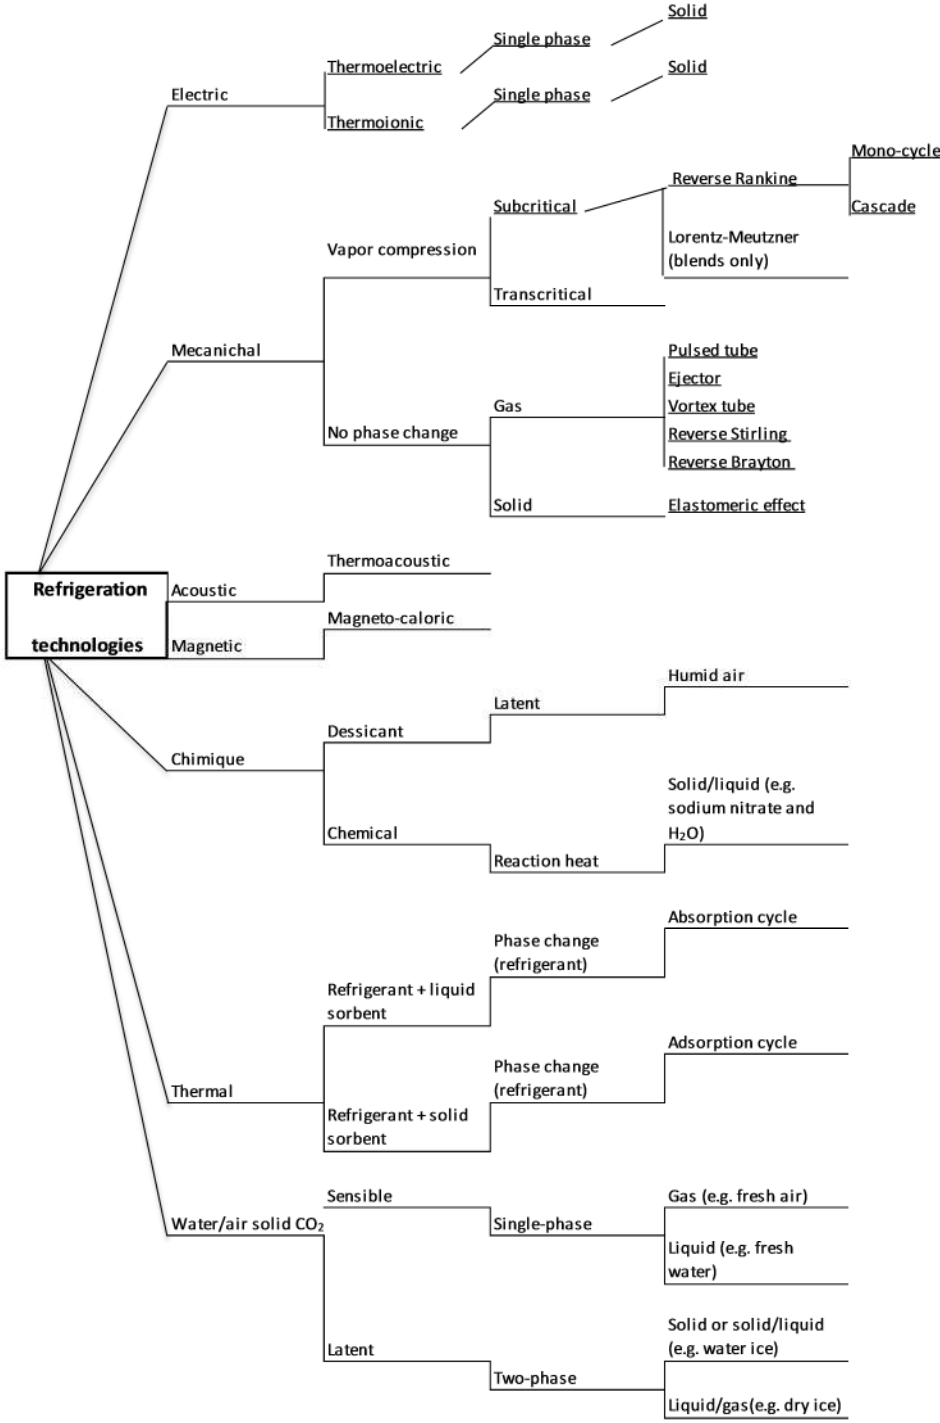 Solid
Single phase
Thermoelectric
Solid
Electric
Single phase
Thermoionic
Mono-cycle
Reverse Rankine
Subcritical
Cascade
Vapor compression
Lorentz-Meutzner
(blends only)
Transcritical
Mecanichal
Pulsed tube
Ejector
Gas
Vortex tube
No phase change
Reverse Stirling
Reverse Brayton
Solid
Elastomeric effect
Thermoacoustic
Refrigeration
technologies
Acoustic
Magneto-caloric
Magnetic
Humid air
Latent
Dessicant
Chimique
Solid/liquid (e.g.
sodium nitrate and
H₂O)
Chemical
Reaction heat
Absorption cycle
Phase change
(refrigerant)
Refrigerant + liquid
sorbent
Adsorption cycle
Phase change
(refrigerant)
Thermal
Refrigerant + solid
sorbent
Sensible
Gas (e.g. fresh air)
Water/air solid CO₂
Single-phase
Liquid (e.g. fresh
water)
Solid or solid/liquid
(e.g. water ice)
Latent
Two-phase
Liquid/gas(e.g. dry ice)